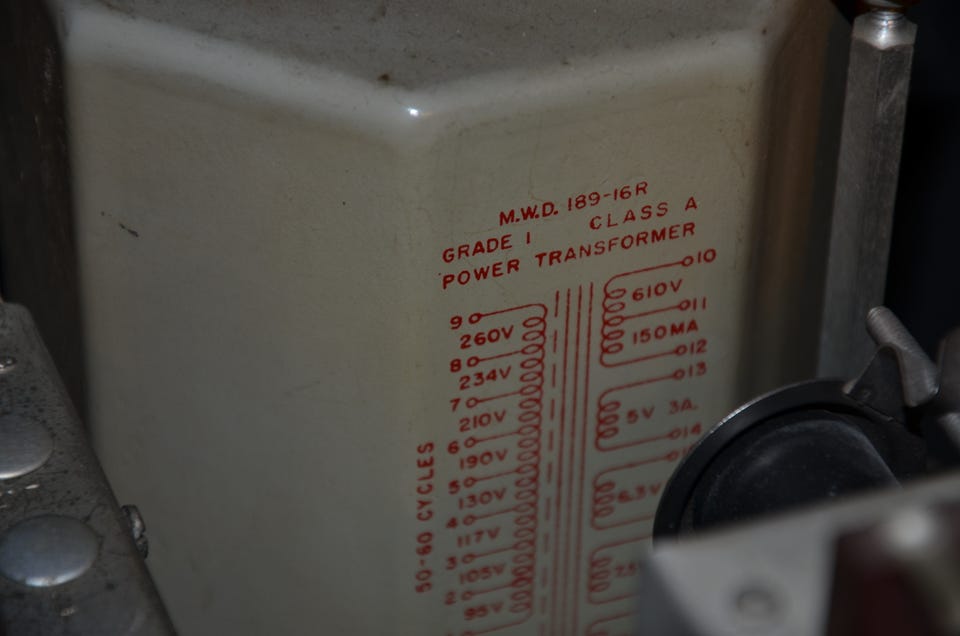 M.W.D. 189-16R
GRADE 1 CLASS A
POWER TRANSFORMER
9
260V
8
234V
7
210V
6
190V
5
130V
4
117V
3
105V
2
95V
50-60 CYCLES
10
610V
11
150MA
12
13
5V 3A.
14
6.3V